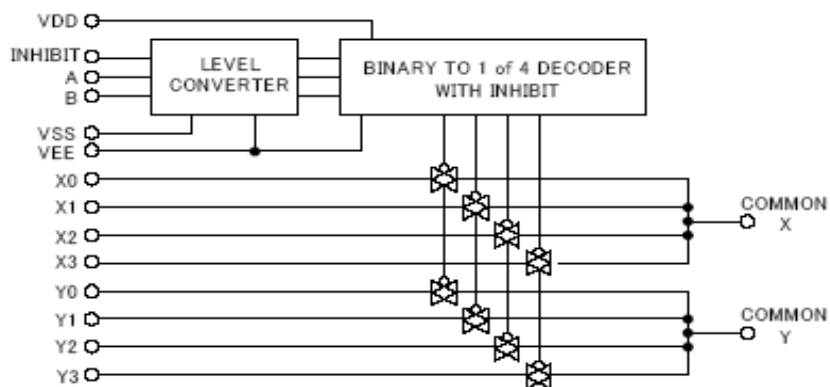 VDD
INHIBIT
A
B
LEVEL
CONVERTER
BINARY TO 1 of 4 DECODER
WITH INHIBIT
VSS
VEE
X0
X1
X2
X3
COMMON
X
Y0
Y1
Y2
Y3
COMMON
Y